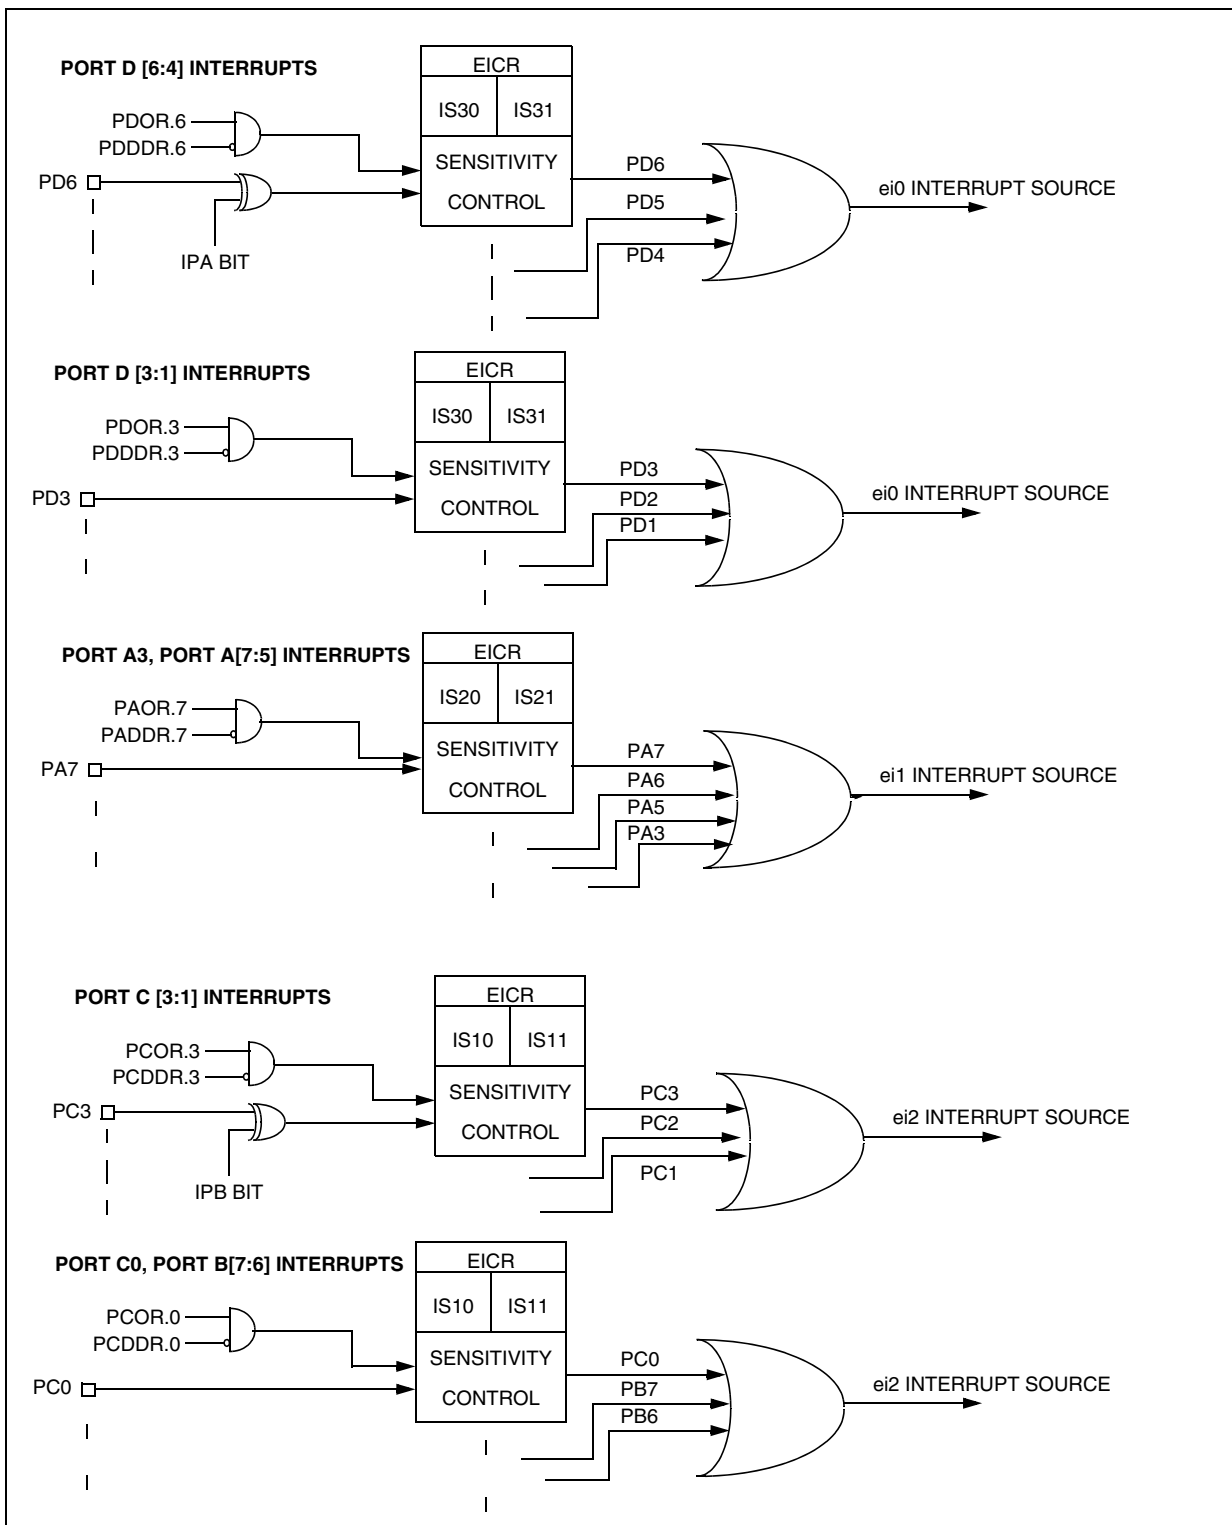 PORT D [6:4] INTERRUPTS
EICR
IS30 IS31
PDOR.6
PDDDR.6
SENSITIVITY
CONTROL
PD6
IPA BIT
PD6
PD5
PD4
ei0 INTERRUPT SOURCE
PORT D [3:1] INTERRUPTS
EICR
IS30 IS31
PDOR.3
PDDDR.3
SENSITIVITY
CONTROL
PD3
PD3
PD2
PD1
ei0 INTERRUPT SOURCE
PORT A3, PORT A[7:5] INTERRUPTS
EICR
IS20 IS21
PAOR.7
PADDR.7
SENSITIVITY
CONTROL
PA7
PA7
PA6
PA5
PA3
ei1 INTERRUPT SOURCE
PORT C [3:1] INTERRUPTS
EICR
IS10 IS11
PCOR.3
PCDDR.3
SENSITIVITY
CONTROL
PC3
IPB BIT
PC3
PC2
PC1
ei2 INTERRUPT SOURCE
PORT C0, PORT B[7:6] INTERRUPTS
EICR
IS10 IS11
PCOR.0
PCDDR.0
SENSITIVITY
CONTROL
PC0
PC0
PB7
PB6
ei2 INTERRUPT SOURCE